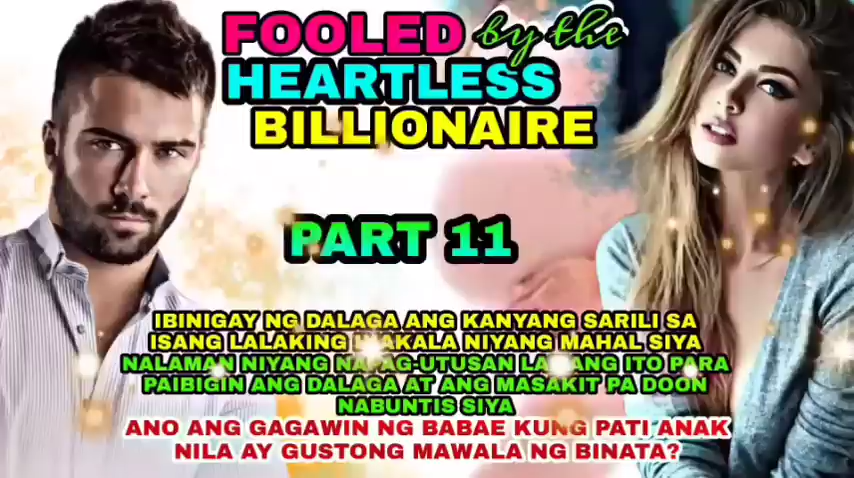 FOOLED by the
HEARTLESS
BILLIONAIRE
PART 11
IBINIGAY NG DALAGA ANG KANYANG SARILI SA
ISANG LALAKING INAKALA NIYANG MAHAL SIYA
NALAMAN NIYANG NAPAG-UTUSAN LAMANG ITO PARA
PAIBIGIN ANG DALAGA AT ANG MASAKIT PA DOON
NABUNTIS SIYA
ANO ANG GAGAWIN NG BABAE KUNG PATI ANAK
NILA AY GUSTONG MAWALA NG BINATA?